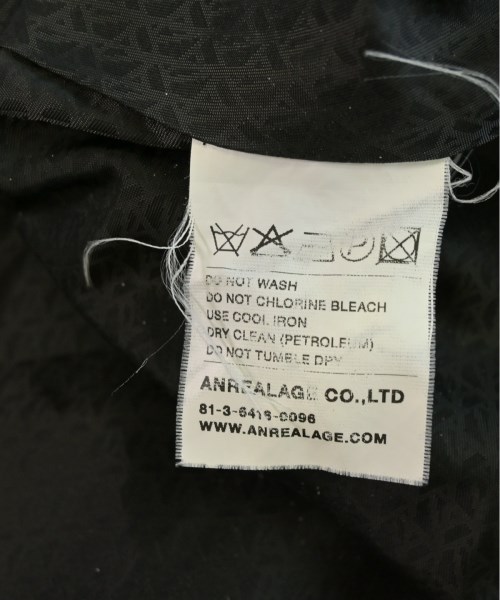 DO NOT WASH
DO NOT CHLORINE BLEACH
USE COOL IRON
DRY CLEAN (PETROLEUM)
DO NOT TUMBLE DRY
ANREALAGE CO.,LTD
81-3-6416-0096
WWW.ANREALAGE.COM